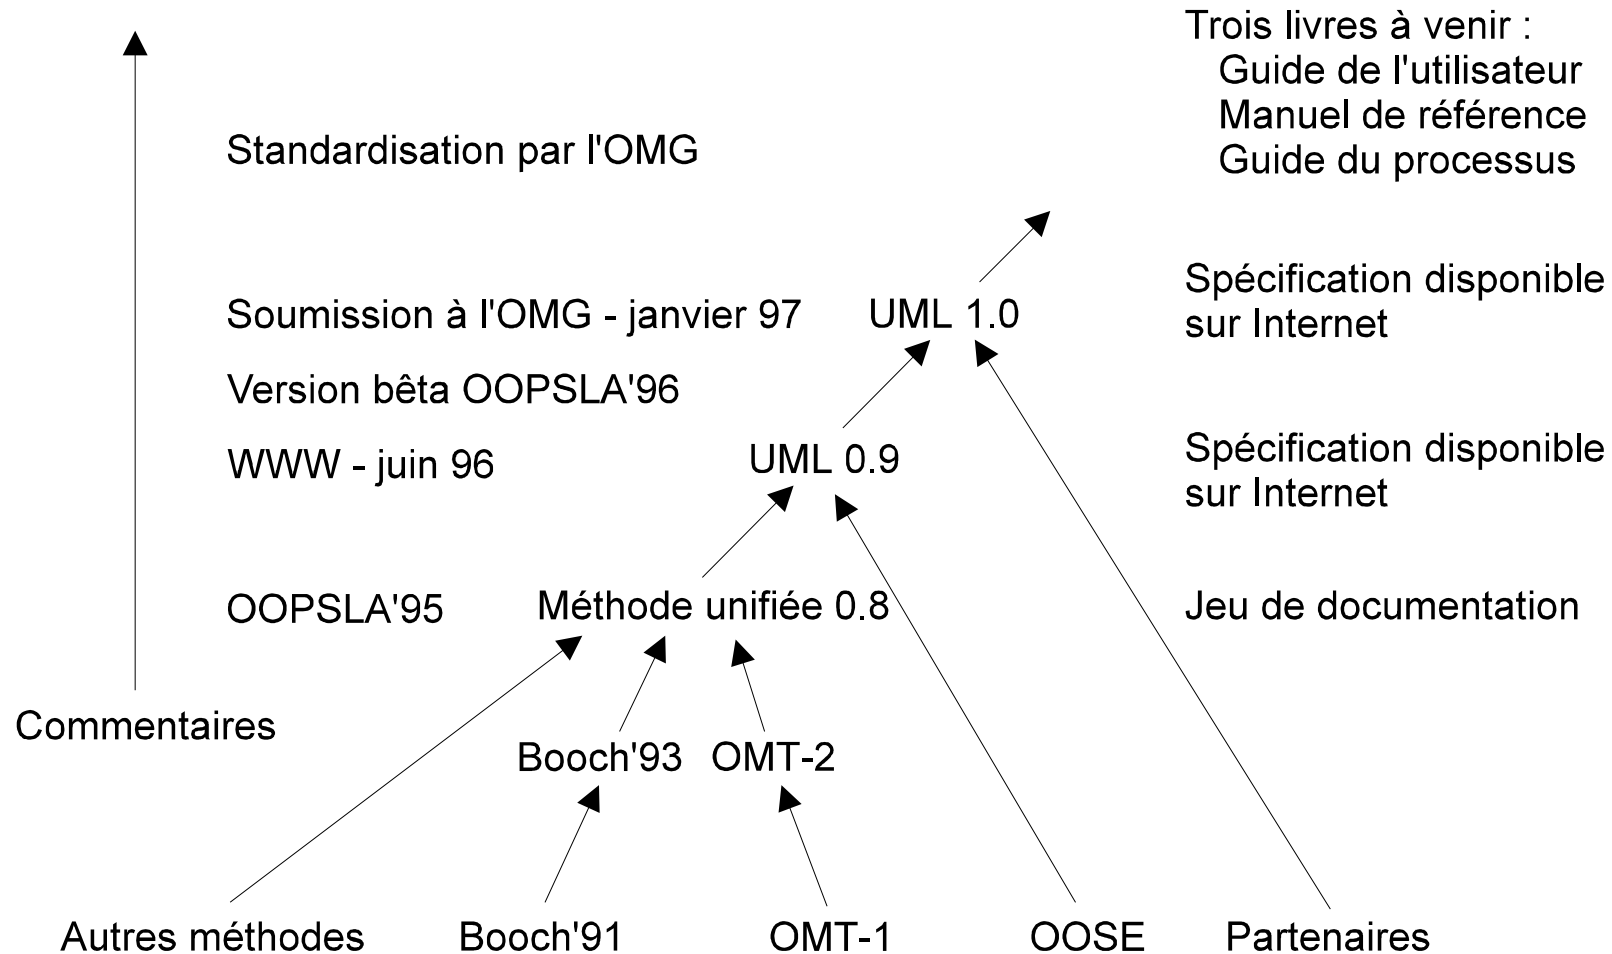 Trois livres à venir :
Guide de l'utilisateur
Manuel de référence
Guide du processus
Standardisation par l'OMG
Soumission à l'OMG - janvier 97
UML 1.0
Spécification disponible
sur Internet
Version bêta OOPSLA'96
WWW - juin 96
UML 0.9
Spécification disponible
sur Internet
OOPSLA'95
Méthode unifiée 0.8
Jeu de documentation
Commentaires
Booch'93
OMT-2
Autres méthodes
Booch'91
OMT-1
OOSE
Partenaires